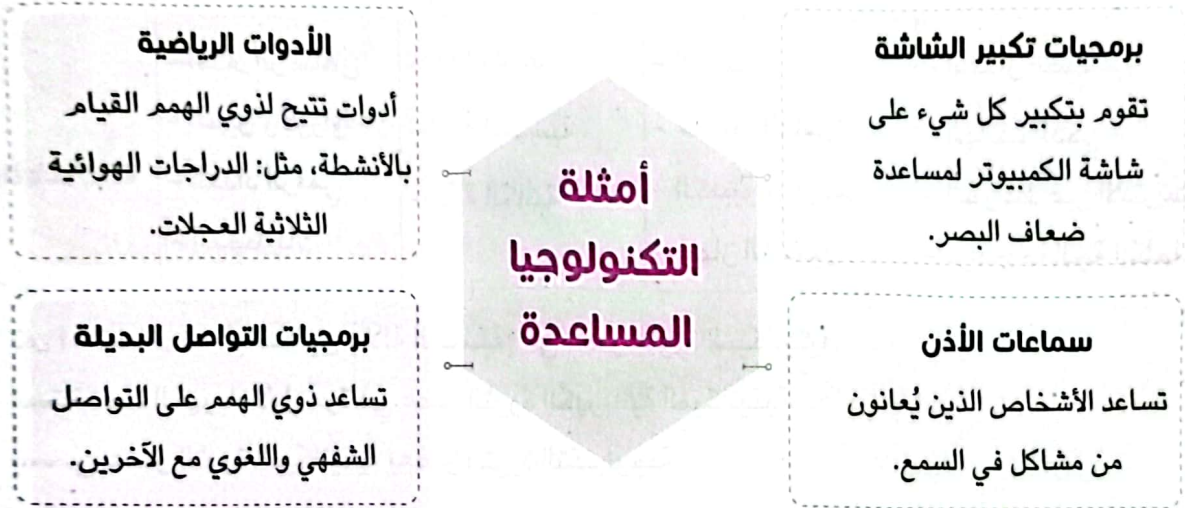 برمجيات تكبير الشاشة
تقوم بتكبير كل شيء على
شاشة الكمبيوتر لمساعدة
ضعاف البصر.
أمثلة
التكنولوجيا
المساعدة
الأدوات الرياضية
أدوات تتيح لذوي الهمم القيام
بالأنشطة، مثل: الدراجات الهوائية
الثلاثية العجلات.
سماعات الأذن
تساعد الأشخاص الذين يُعانون
من مشاكل في السمع.
برمجيات التواصل البديلة
تساعد ذوي الهمم على التواصل
الشفهي واللغوي مع الآخرين.